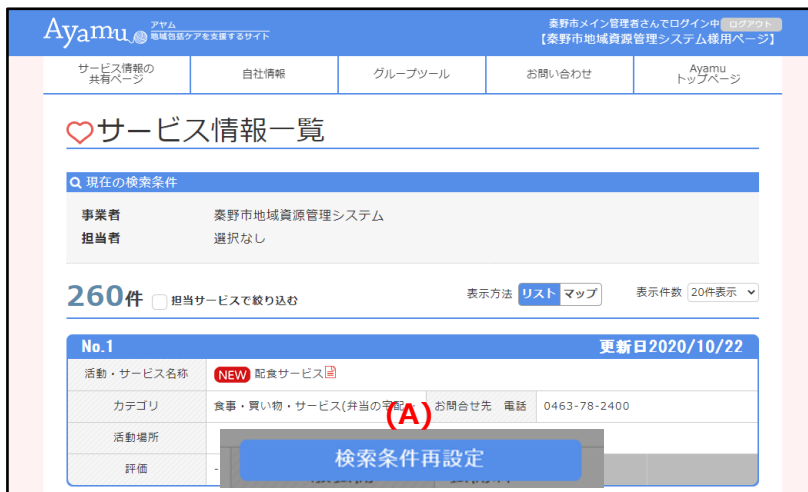 Ayamu アヤム 地域包括ケアを支援するサイト
秦野市メイン管理者さんでログイン中 ログアウト
【秦野市地域資源管理システム様用ページ】
サービス情報の
共有ページ
自社情報
グループツール
お問い合わせ
Ayamu
トップページ
サービス情報一覧
現在の検索条件
事業者 秦野市地域資源管理システム
担当者 選択なし
260件 担当サービスで絞り込む 表示方法 リスト マップ 表示件数 20件表示
No.1 更新日2020/10/22
活動・サービス名称 NEW 配食サービス
カテゴリ 食事・買い物・サービス(弁当の宅配 お問合せ先 電話 0463-78-2400
(A)
活動場所
検索条件再設定
評価 -